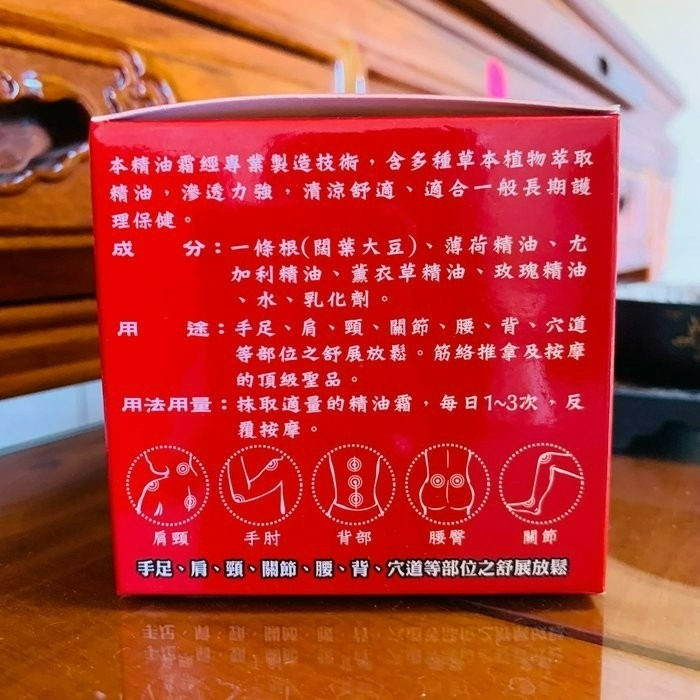 本精油霜經專業製造技術，含多種草本植物萃取
精油，滲透力強，清涼舒適、適合一般長期護
理保健。
成　　分：一條根(闊葉大豆)、薄荷精油、尤
加利精油、薰衣草精油、玫瑰精油
、水、乳化劑。
用　　途：手足、肩、頸、關節、腰、背、穴道
等部位之舒展放鬆。筋絡推拿及按摩
的頂級聖品。
用法用量：抹取適量的精油霜，每日1~3次，反
覆按摩。
肩頸　手肘　背部　腰臀　關節
手足、肩、頸、關節、腰、背、穴道等部位之舒展放鬆